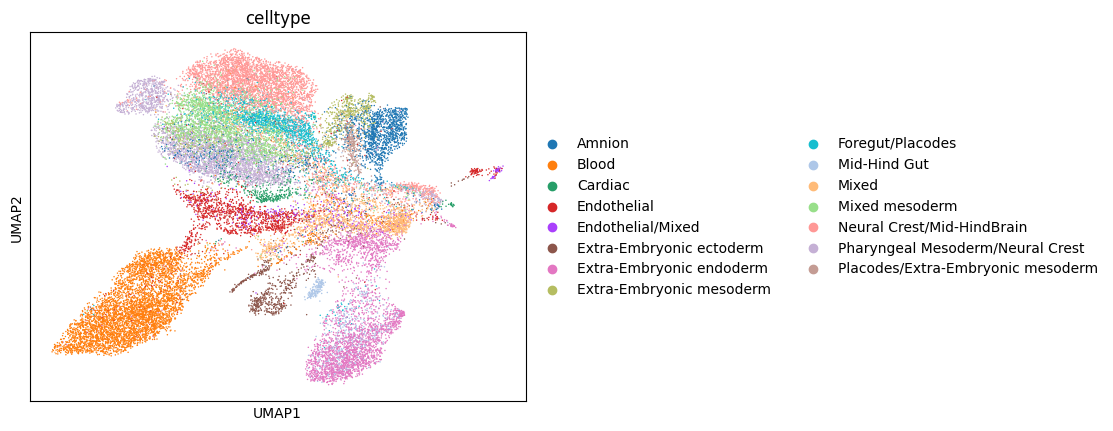 celltype
UMAP2
UMAP1
Amnion
Blood
Cardiac
Endothelial
Endothelial/Mixed
Extra-Embryonic ectoderm
Extra-Embryonic endoderm
Extra-Embryonic mesoderm
Foregut/Placodes
Mid-Hind Gut
Mixed
Mixed mesoderm
Neural Crest/Mid-HindBrain
Pharyngeal Mesoderm/Neural Crest
Placodes/Extra-Embryonic mesoderm